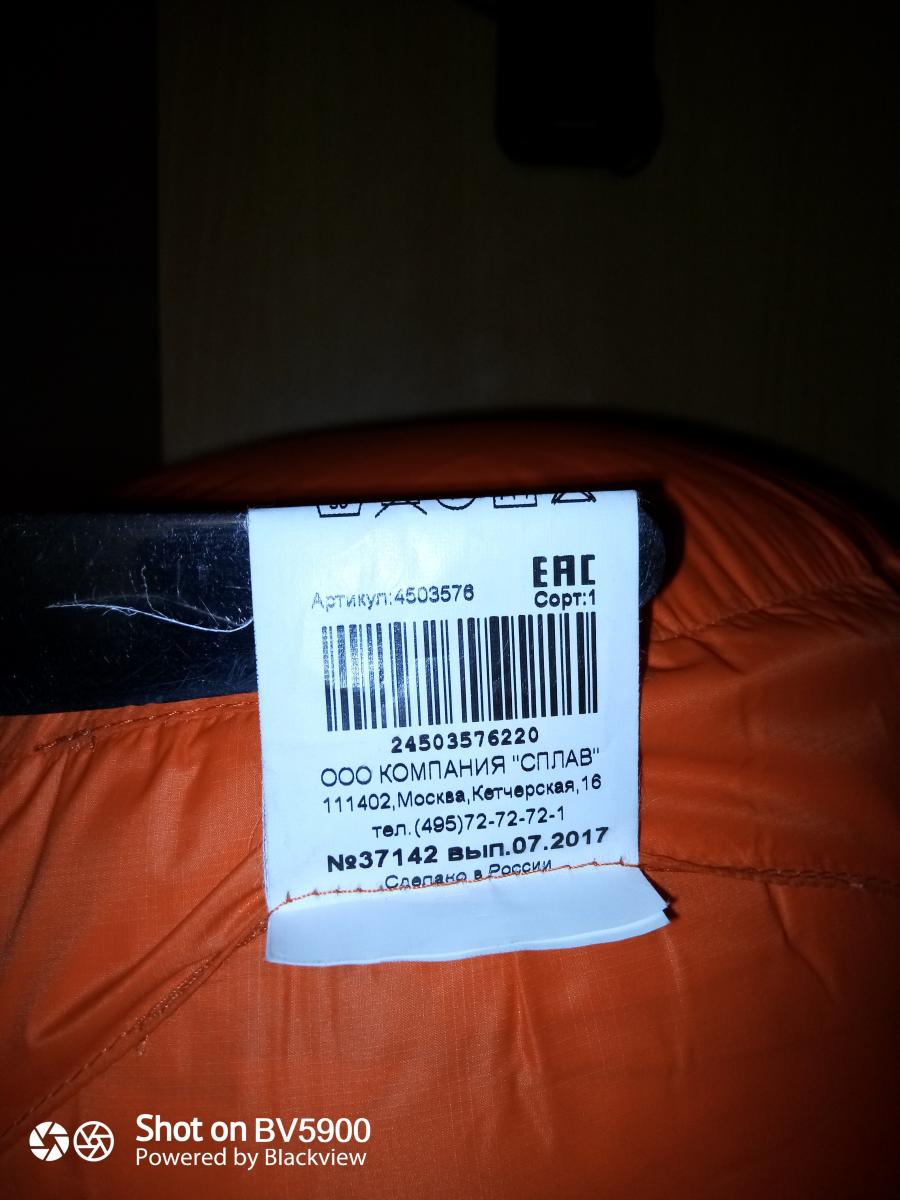 EAC
Артикул:4503576
Сорт:1
24503576220
ООО КОМПАНИЯ "СПЛАВ"
111402,Москва,Кетчерская,16
тел.(495)72-72-72-1
№37142 вып.07.2017
Сделано в России
Shot on BV5900
Powered by Blackview